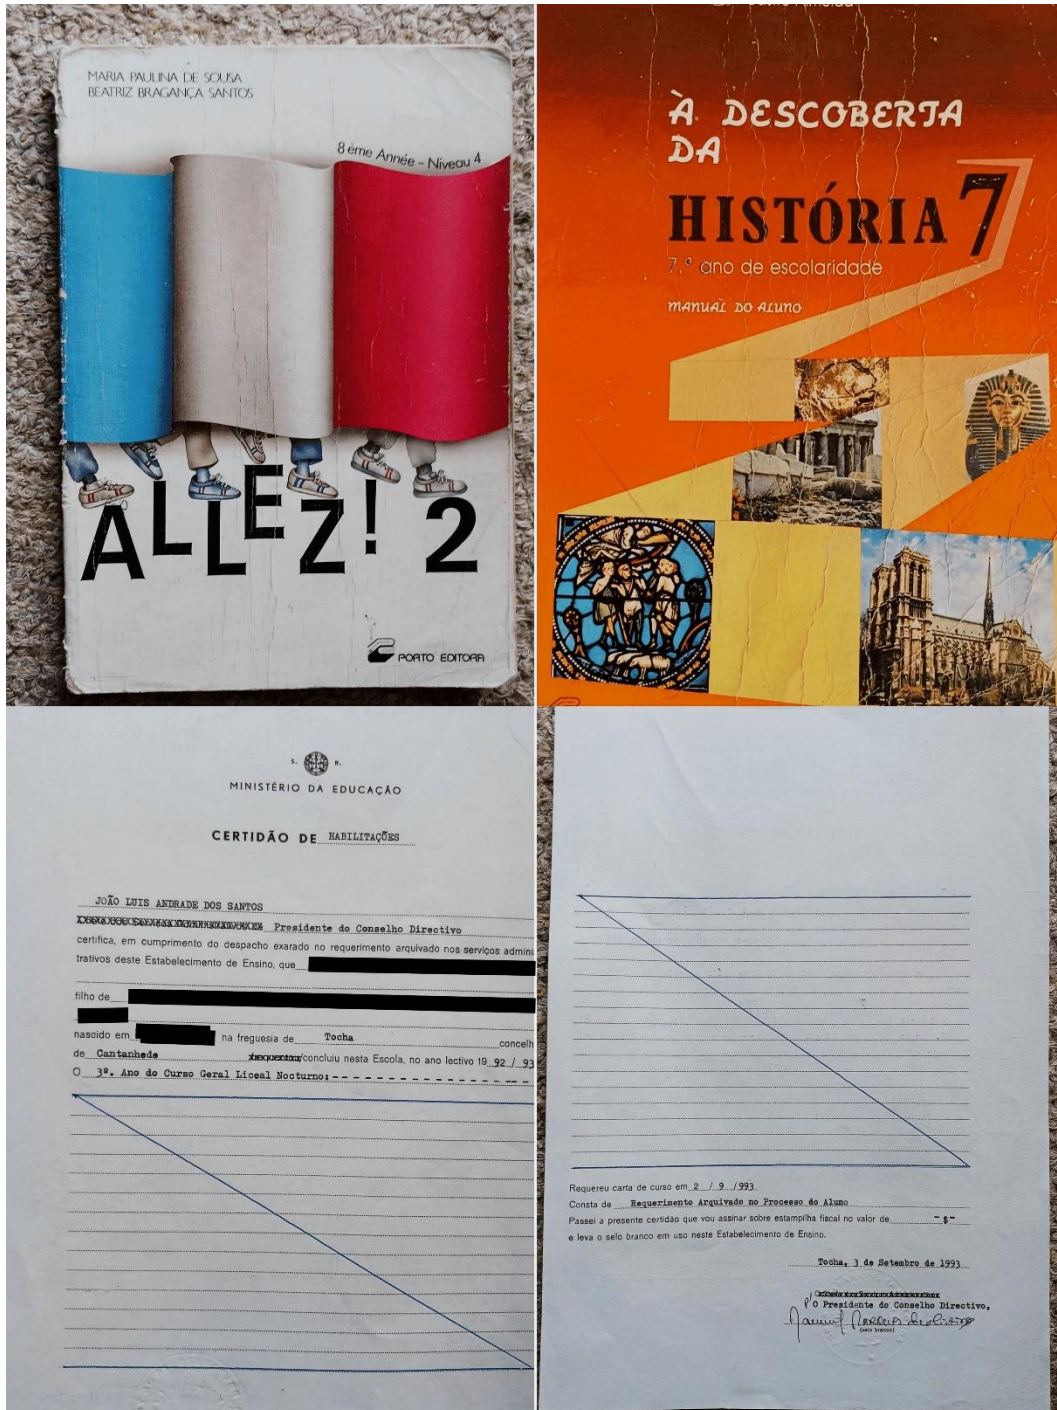 MARIA PAULINA DE SOUSA
BEATRIZ BRAGANÇA SANTOS
8ème Année - Niveau 4
ALLEZ! 2
PORTO EDITORA
À DESCOBERTA
DA
HISTÓRIA 7
7.º ano de escolaridade
MANUAL DO ALUNO
S. R.
MINISTÉRIO DA EDUCAÇÃO
CERTIDÃO DE HABILITAÇÕES
JOÃO LUIS ANDRADE DOS SANTOS
Presidente do Conselho Directivo
certifica, em cumprimento do despacho exarado no requerimento arquivado nos serviços admini
trativos deste Estabelecimento de Ensino, que
filho de
nascido em na freguesia de Tocha concelh
de Cantanhede /concluiu nesta Escola, no ano lectivo 19 92 / 93
O 3º. Ano do Curso Geral Liceal Nocturno:- - - - - - - - - - - - - - - - -
Requereu carta de curso em 2 / 9 /993
Consta de Requerimento Arquivado no Processo do Aluno
Passei a presente certidão que vou assinar sobre estampilha fiscal no valor de -$-
e leva o selo branco em uso neste Estabelecimento de Ensino.
Tocha, 3 de Setembro de 1993
O Presidente do Conselho Directivo,
(selo branco)